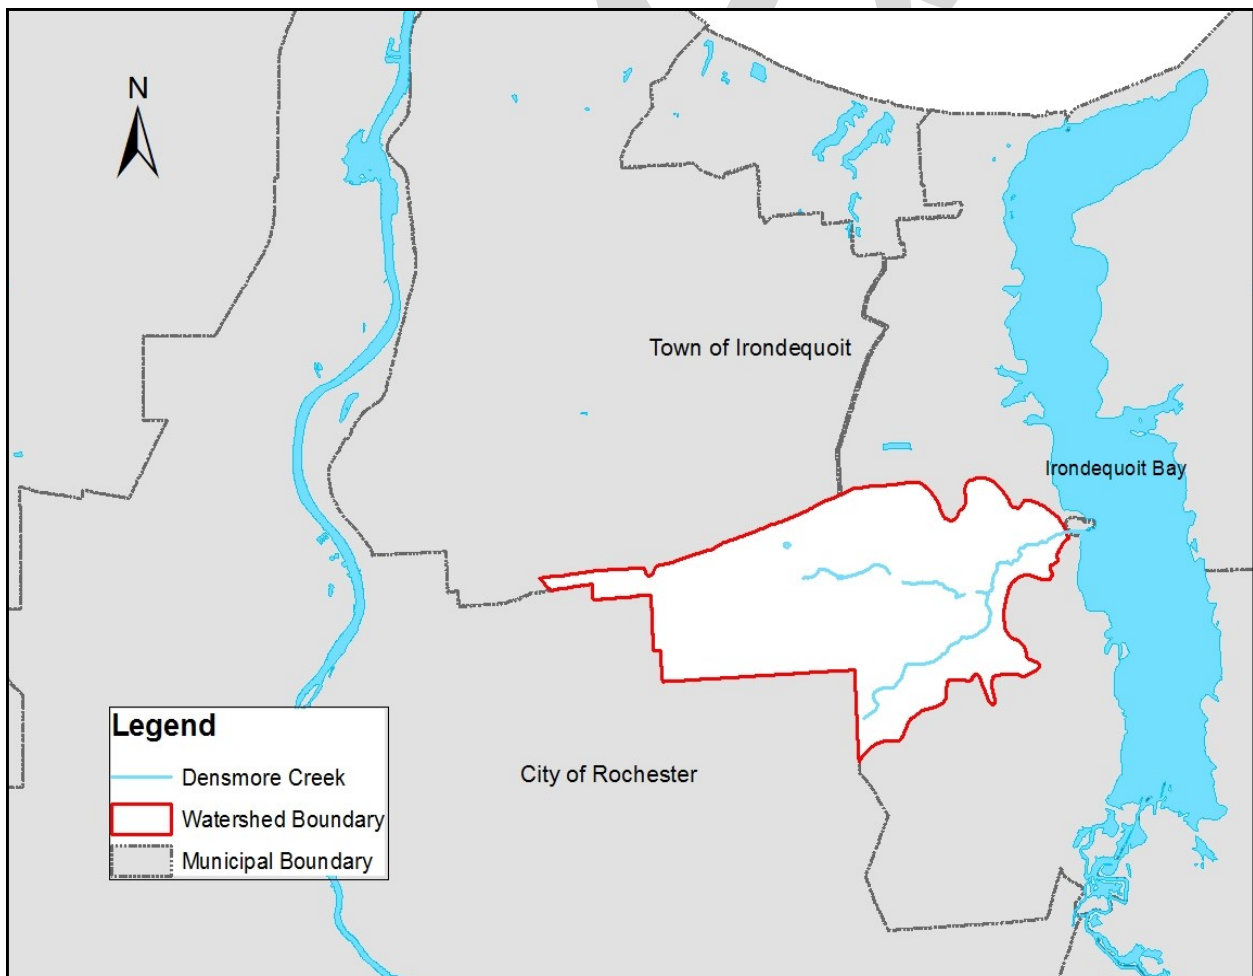 N
Town of Irondequoit
Irondequoit Bay
City of Rochester
Legend
Densmore Creek
Watershed Boundary
Municipal Boundary